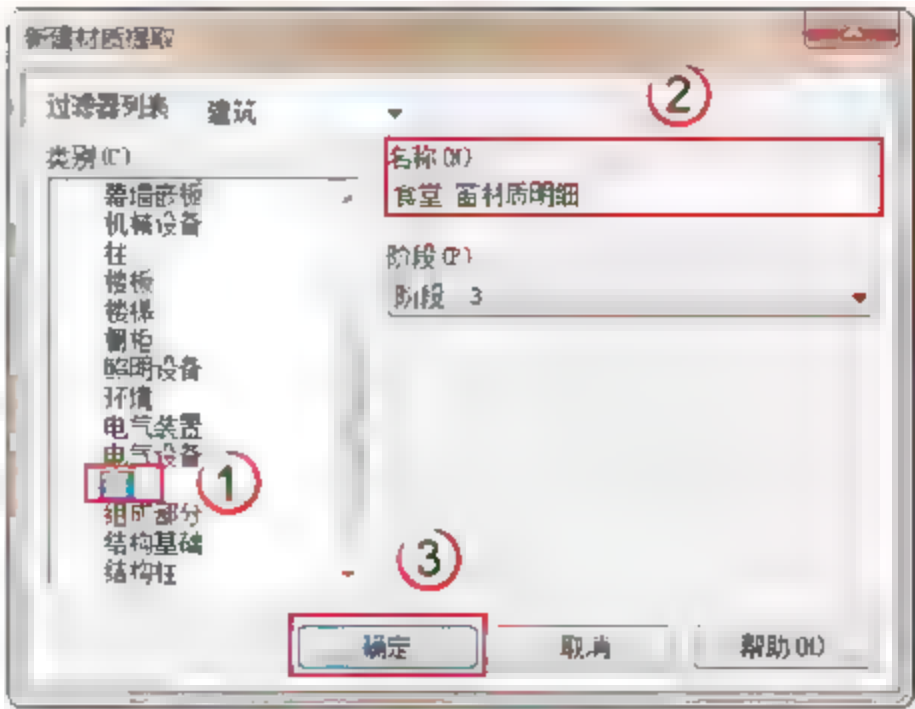 新建材质提取
过滤器列表 建筑
②
类别(C)
名称(N)
幕墙嵌板
食堂 窗材质明细
机械设备
柱
楼板
阶段(P)
楼梯
阶段 3
橱柜
照明设备
环境
电气装置
电气设备
①
组成部分
结构基础
结构柱
③
确定 取消 帮助(H)